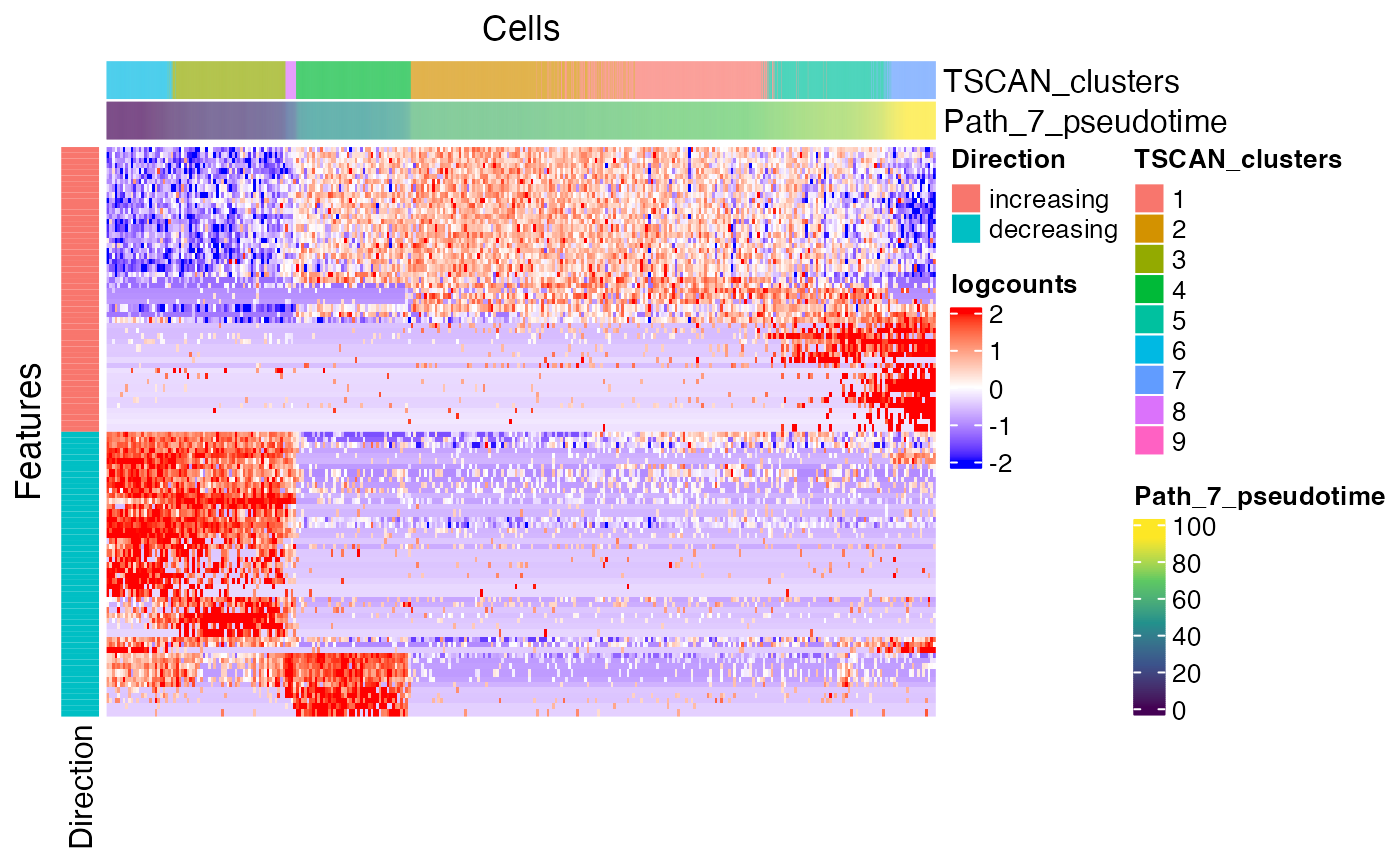 Cells
TSCAN_clusters
Path_7_pseudotime
Features
Direction
Direction
increasing
decreasing
logcounts
2
1
0
-1
-2
TSCAN_clusters
1
2
3
4
5
6
7
8
9
Path_7_pseudotime
100
80
60
40
20
0